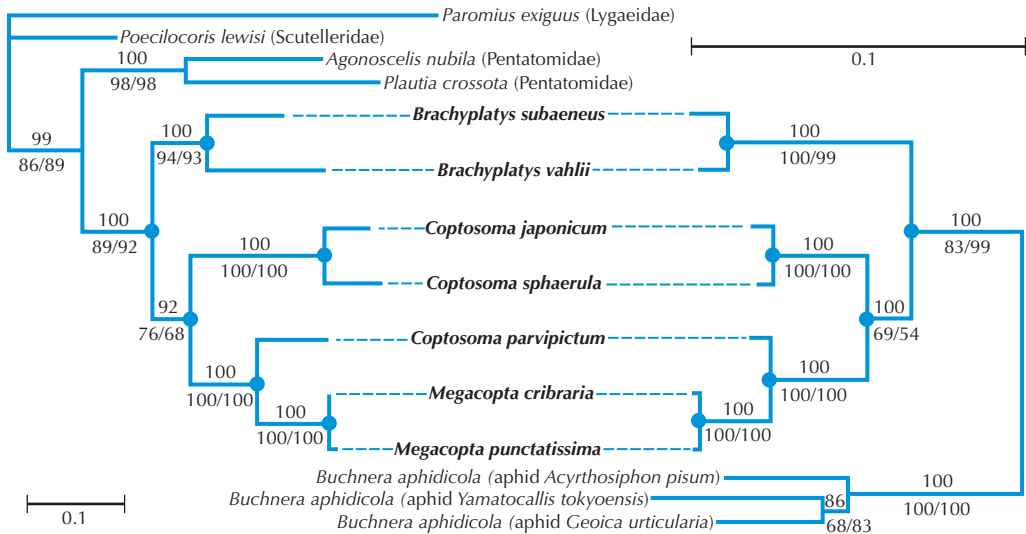 Paromius exiguus (Lygaeidae)
Poecilocoris lewisi (Scutelleridae)
0.1
100
Agonoscelis nubila (Pentatomidae)
98/98
Plautia crossota (Pentatomidae)
99
86/89
100
94/93
Brachyplatys subaeneus
100
100/99
Brachyplatys vahlii
100
89/92
Coptosoma japonicum
100
83/99
100
100/100
100
100/100
Coptosoma sphaerula
92
76/68
100
69/54
Coptosoma parvipictum
100
100/100
100
100/100
Megacopta cribraria
100
100/100
100
100/100
Megacopta punctatissima
Buchnera aphidicola (aphid Acyrthosiphon pisum)
100
100/100
Buchnera aphidicola (aphid Yamatocallis tokyoensis)
86
68/83
Buchnera aphidicola (aphid Geoica urticularia)
0.1